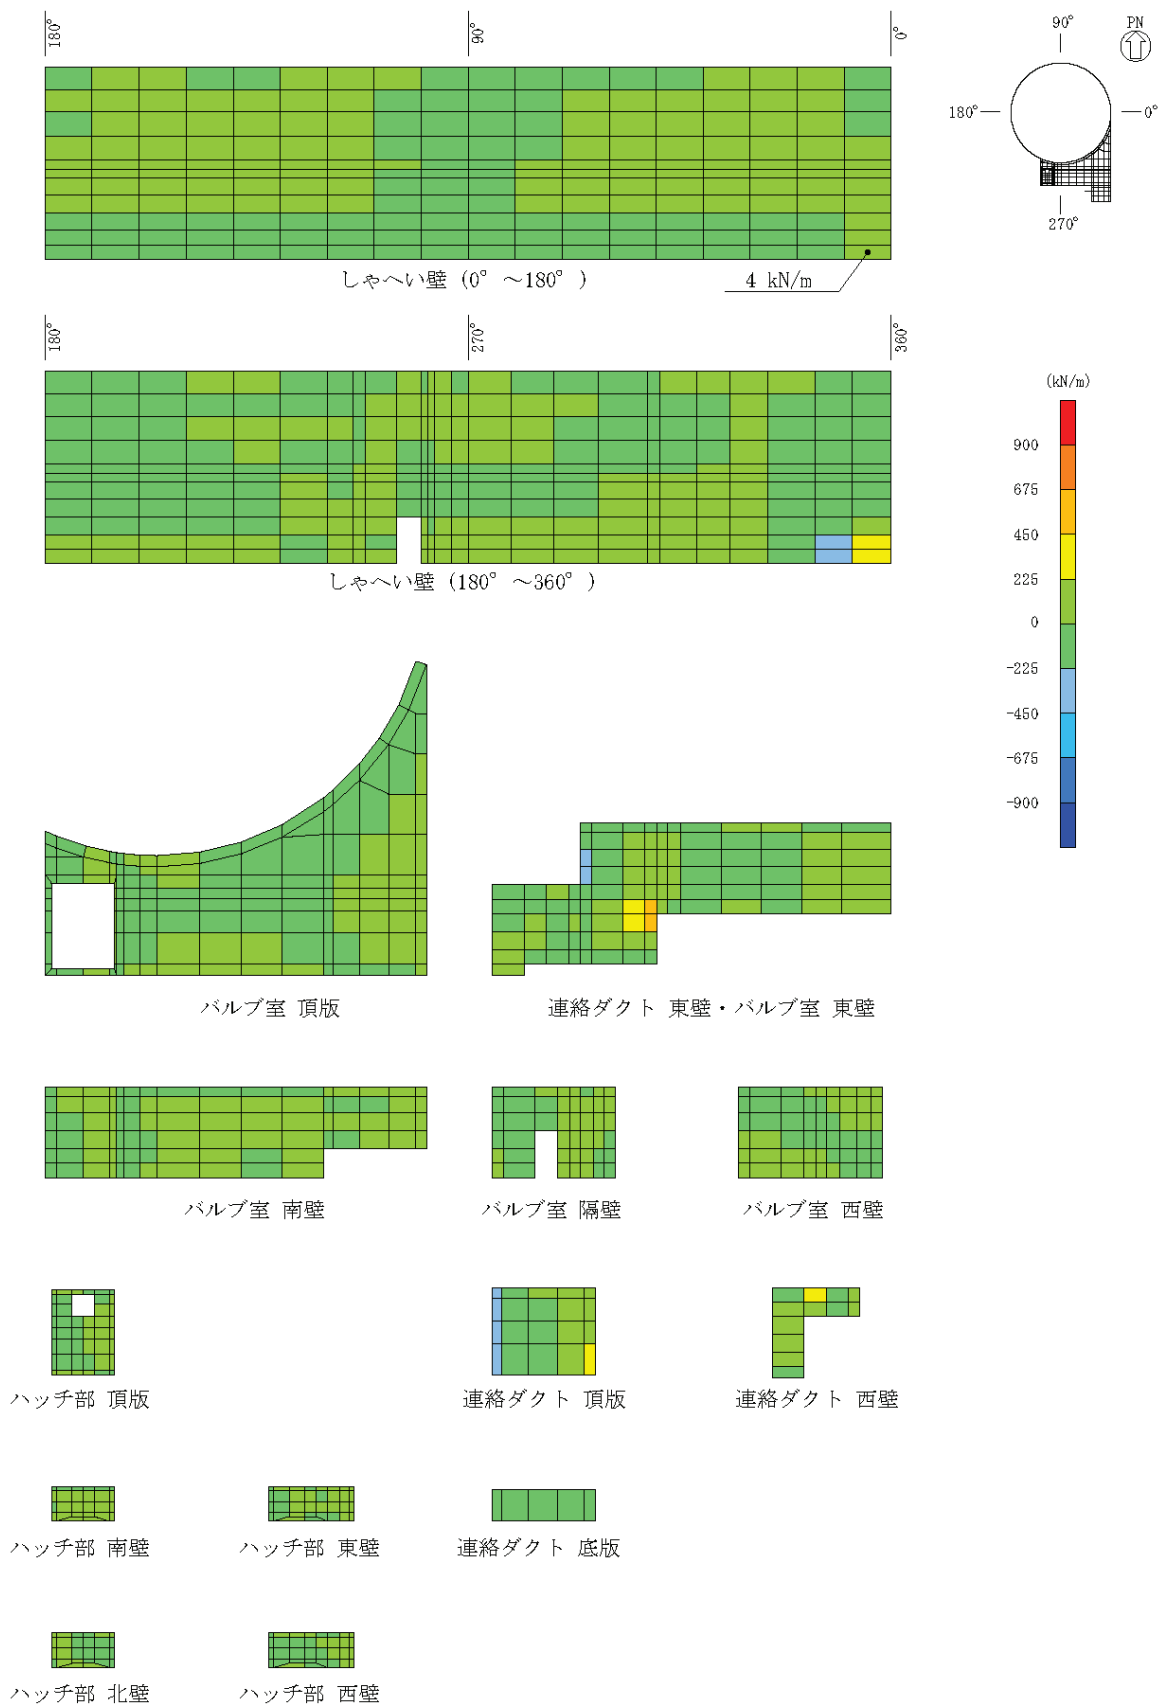 180°
90°
0°
90°
PN
180°
0°
270°
しゃへい壁 (0° ～180° )
4 kN/m
180°
270°
360°
(kN/m)
900
675
450
225
0
-225
-450
-675
-900
しゃへい壁 (180° ～360° )
バルブ室 頂版
連絡ダクト 東壁・バルブ室 東壁
バルブ室 南壁
バルブ室 隔壁
バルブ室 西壁
ハッチ部 頂版
連絡ダクト 頂版
連絡ダクト 西壁
ハッチ部 南壁
ハッチ部 東壁
連絡ダクト 底版
ハッチ部 北壁
ハッチ部 西壁